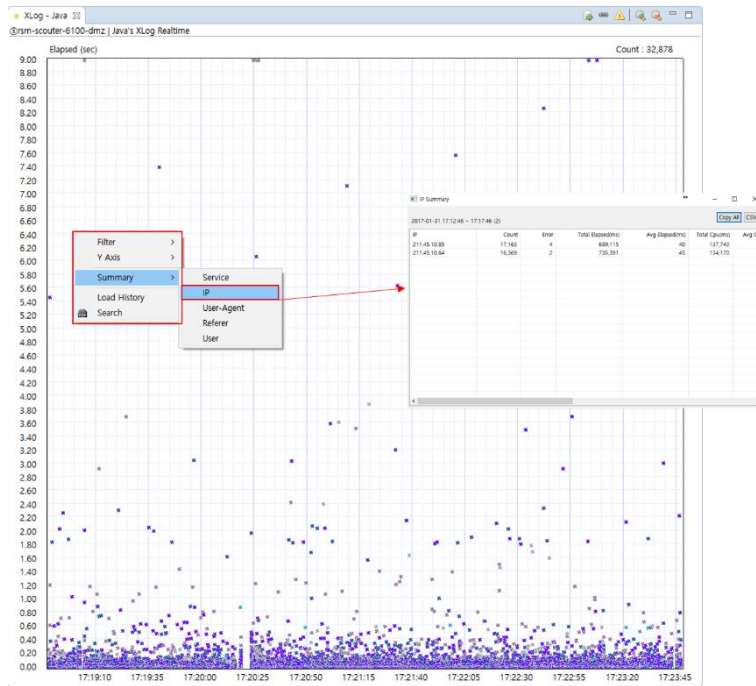 XLog - Java
①rsm-scouter-6100-dmz | Java's XLog Realtime
Elapsed (sec)
Count : 32,878
9.00
8.80
8.60
8.40
8.20
8.00
7.80
7.60
7.40
7.20
7.00
6.80
6.60
6.40
6.20
6.00
5.80
5.60
5.40
5.20
5.00
4.80
4.60
4.40
4.20
4.00
3.80
3.60
3.40
3.20
3.00
2.80
2.60
2.40
2.20
2.00
1.80
1.60
1.40
1.20
1.00
0.80
0.60
0.40
0.20
0.00
Filter >
Y Axis >
Summary >
Load History
Search
Service
IP
User-Agent
Referer
User
IP Summary
2017-01-31 17:12:46 ~ 17:17:46 (2)
Copy All CSV
IP Count Error Total Elapsed(ms) Avg Elapsed(ms) Total Cpu(ms) Avg C
211.45.10.85 17,163 4 689,115 40 137,740
211.45.10.84 16,369 2 735,391 45 134,170
17:19:10 17:19:35 17:20:00 17:20:25 17:20:50 17:21:15 17:21:40 17:22:05 17:22:30 17:22:55 17:23:20 17:23:45